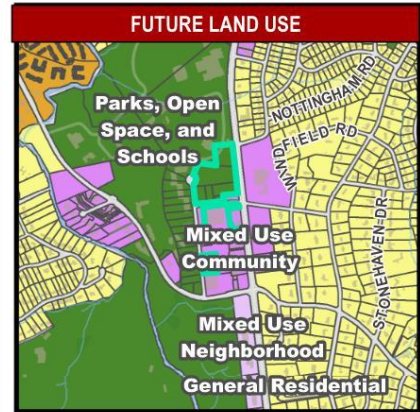 FUTURE LAND USE
Parks, Open
Space, and
Schools
NOTTINGHAM RD
WINDFIELD RD
Mixed Use
Community
STONEHAVEN DR
Mixed Use
Neighborhood
General Residential